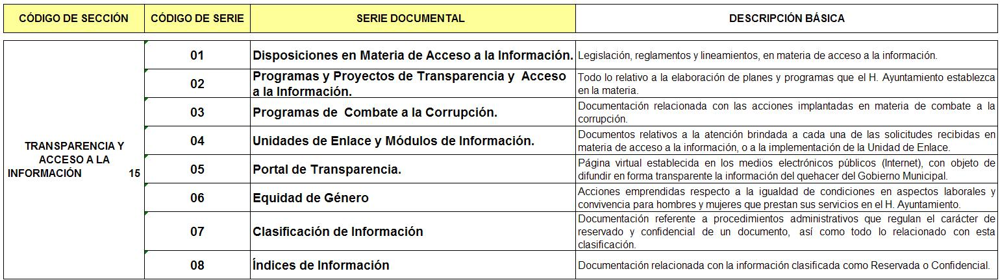 CÓDIGO DE SECCIÓN CÓDIGO DE SERIE SERIE DOCUMENTAL DESCRIPCIÓN BÁSICA
TRANSPARENCIA Y
ACCESO A LA
INFORMACIÓN 15
01 Disposiciones en Materia de Acceso a la Información. Legislación, reglamentos y lineamientos, en materia de acceso a la información.
02 Programas y Proyectos de Transparencia y Acceso
a la Información.
Todo lo relativo a la elaboración de planes y programas que el H. Ayuntamiento establezca
en la materia.
03 Programas de Combate a la Corrupción.
Documentación relacionada con las acciones implantadas en materia de combate a la
corrupción.
04 Unidades de Enlace y Módulos de Información.
Documentos relativos a la atención brindada a cada una de las solicitudes recibidas en
materia de acceso a la información, o a la implementación de la Unidad de Enlace.
05 Portal de Transparencia.
Página virtual establecida en los medios electrónicos públicos (Internet), con objeto de
difundir en forma transparente la información del quehacer del Gobierno Municipal.
06 Equidad de Género
Acciones emprendidas respecto a la igualdad de condiciones en aspectos laborales y
convivencia para hombres y mujeres que prestan sus servicios en el H. Ayuntamiento.
07 Clasificación de Información
Documentación referente a procedimientos administrativos que regulan el carácter de
reservado y confidencial de un documento, así como todo lo relacionado con esta
clasificación.
08 Índices de Información Documentación relacionada con la información clasificada como Reservada o Confidencial.